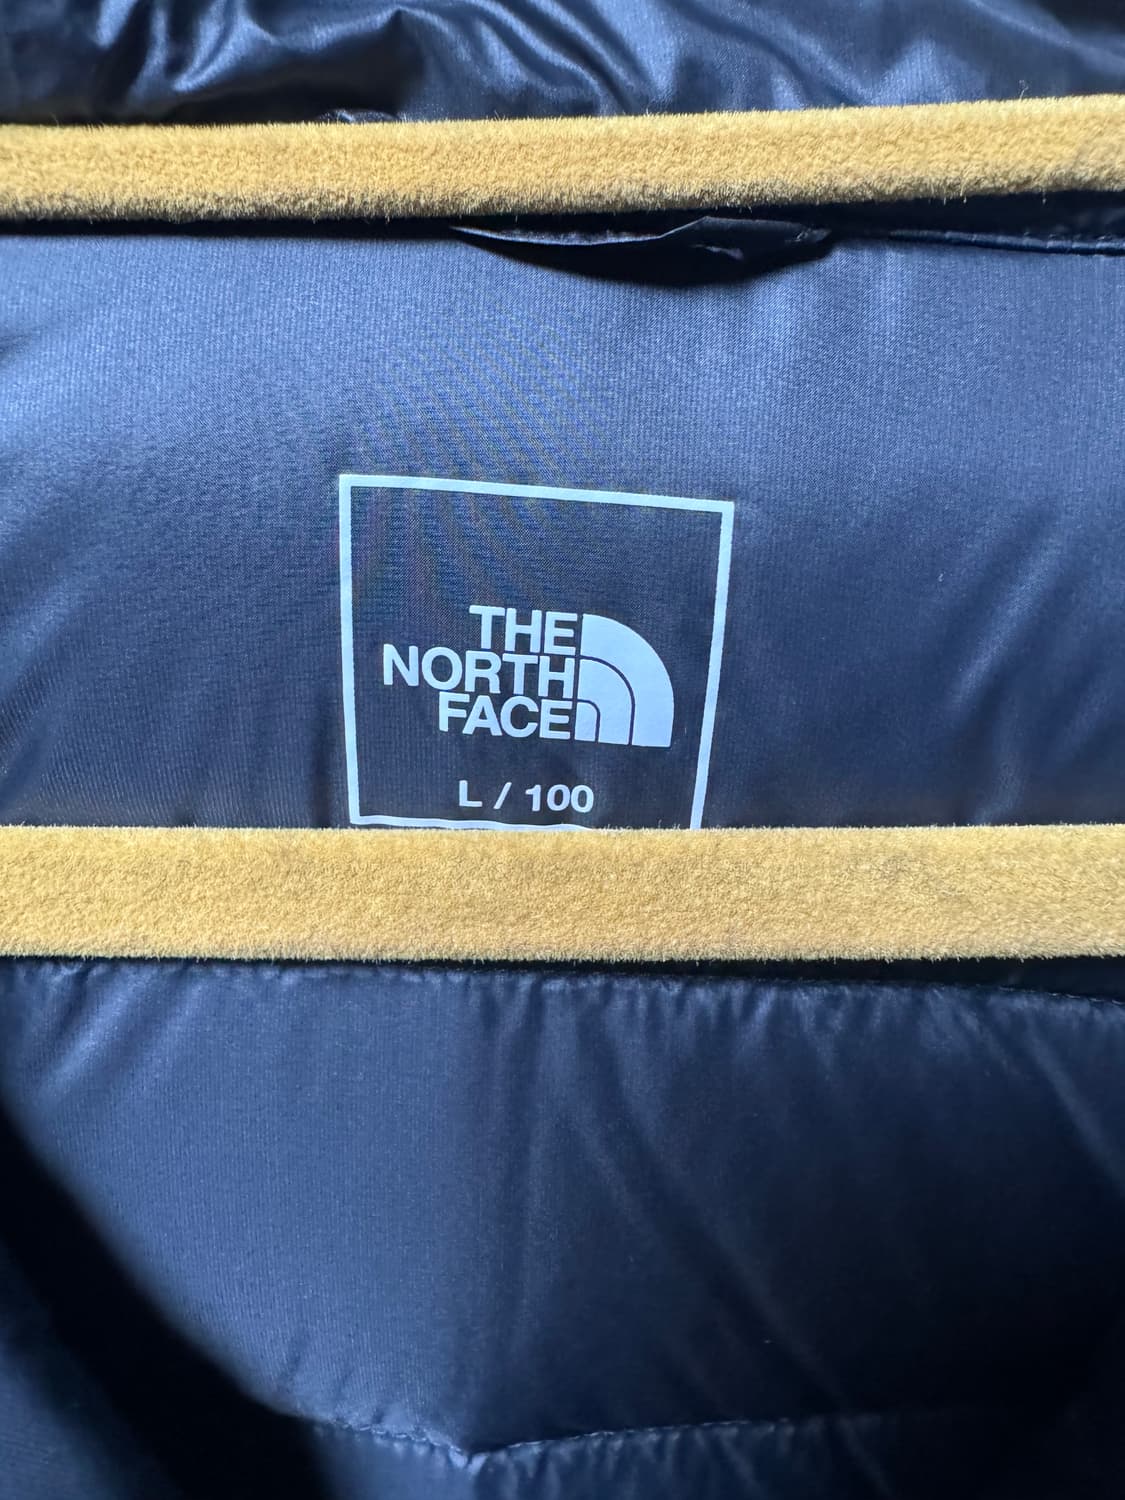 THE
NORTH
FACE
L / 100